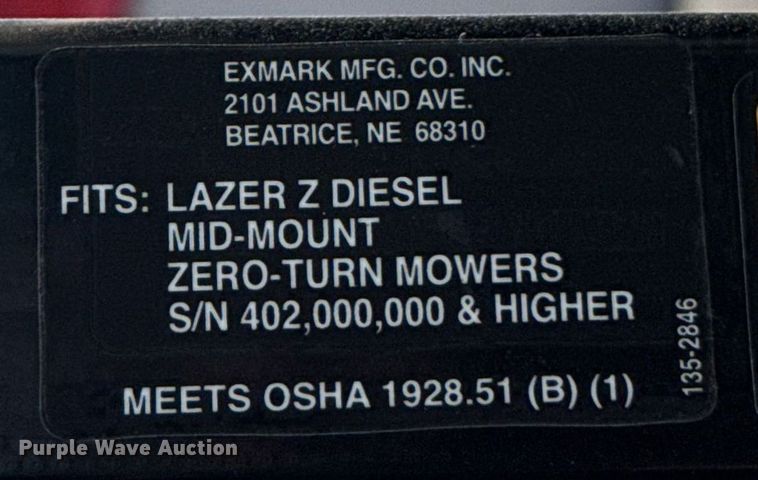 EXMARK MFG. CO. INC.
2101 ASHLAND AVE.
BEATRICE, NE 68310
FITS: LAZER Z DIESEL
MID-MOUNT
ZERO-TURN MOWERS
S/N 402,000,000 & HIGHER
135-2846
MEETS OSHA 1928.51 (B) (1)
Purple Wave Auction